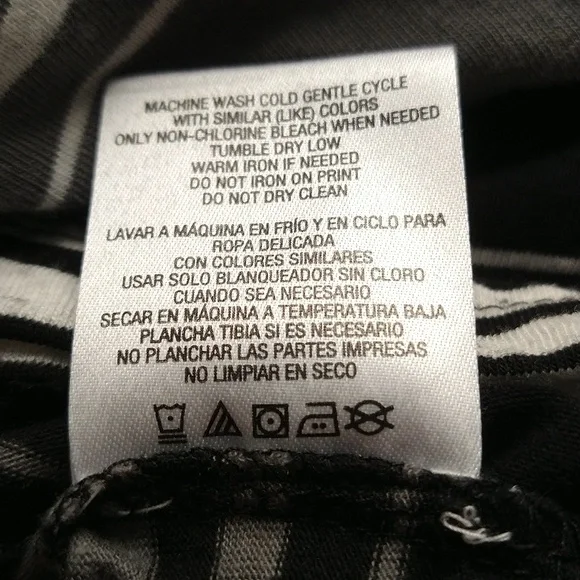 MACHINE WASH COLD GENTLE CYCLE
WITH SIMILAR (LIKE) COLORS
ONLY NON-CHLORINE BLEACH WHEN NEEDED
TUMBLE DRY LOW
WARM IRON IF NEEDED
DO NOT IRON ON PRINT
DO NOT DRY CLEAN
LAVAR A MÁQUINA EN FRÍO Y EN CICLO PARA
ROPA DELICADA
CON COLORES SIMILARES
USAR SOLO BLANQUEADOR SIN CLORO
CUANDO SEA NECESARIO
SECAR EN MÁQUINA A TEMPERATURA BAJA
PLANCHA TIBIA SI ES NECESARIO
NO PLANCHAR LAS PARTES IMPRESAS
NO LIMPIAR EN SECO